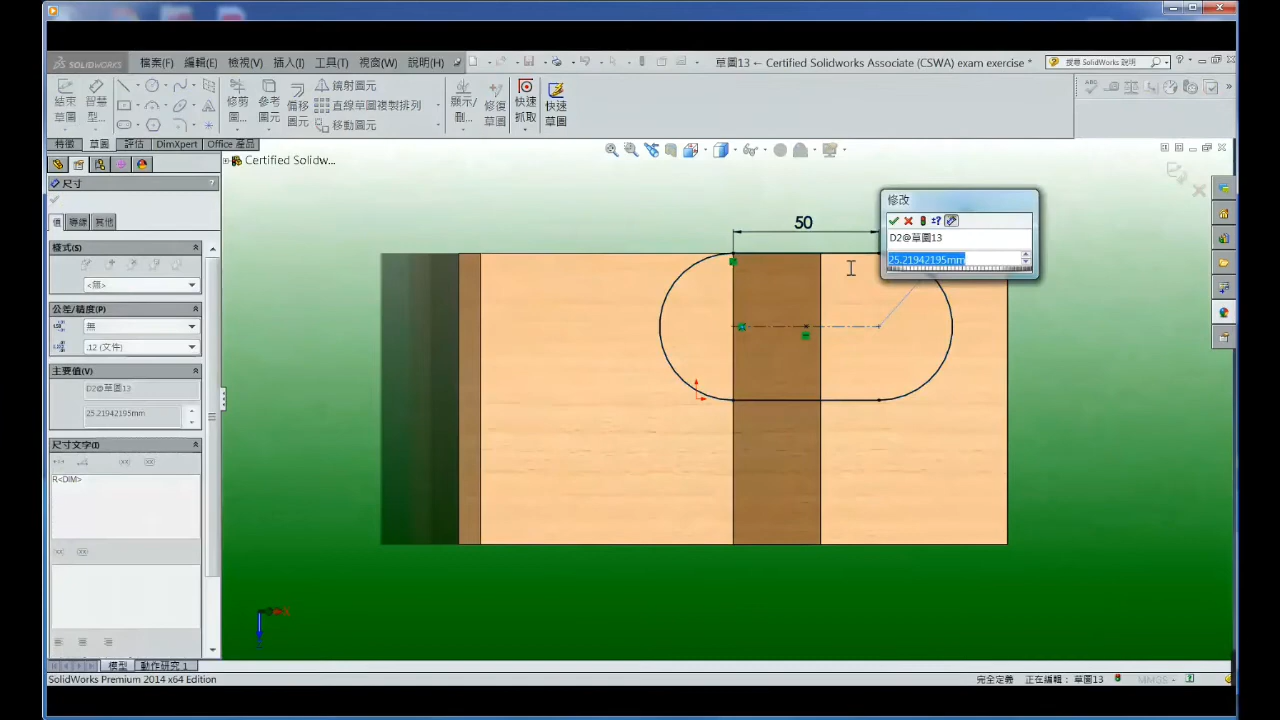 SOLIDWORKS
檔案(F) 編輯(E) 檢視(V) 插入(I) 工具(T) 視窗(W) 說明(H)
草圖13 ← Certified Solidworks Associate (CSWA) exam exercise *
搜尋 SolidWorks 說明
結束草圖
智慧型...
修剪圖...
參考圖元
偏移圖元
鏡射圖元
直線草圖複製排列
移動圖元
顯示/刪...
修復草圖
快速抓取
快速草圖
特徵 草圖 評估 DimXpert Office 產品
Certified Solidw...
尺寸
?
值 導線 其他
樣式(S)
<無>
公差/精度(P)
無
.12 (文件)
主要值(V)
D2@草圖13
25.21942195mm
尺寸文字(I)
R<DIM>
50
修改
D2@草圖13
25.21942195mm
模型 動作研究 1
SolidWorks Premium 2014 x64 Edition
完全定義 正在編輯： 草圖13
MMGS